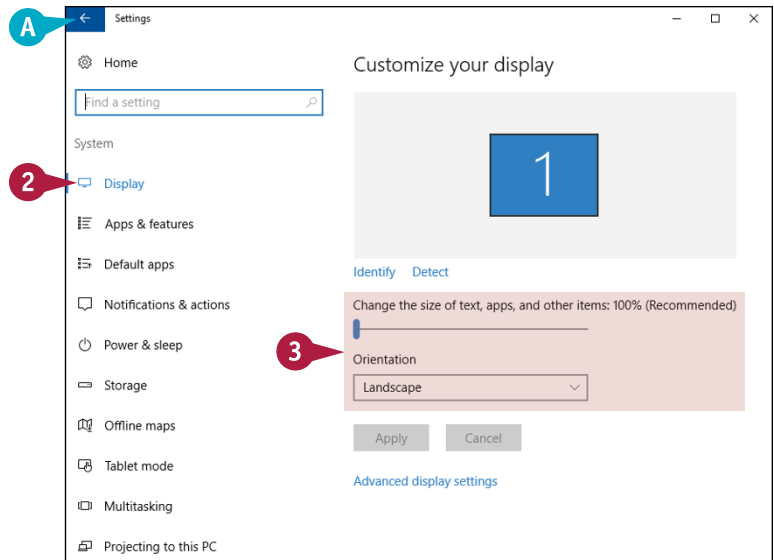 A
Settings
Home
Find a setting
System
2
Display
Apps & features
Default apps
Notifications & actions
Power & sleep
Storage
Offline maps
Tablet mode
Multitasking
Projecting to this PC
Customize your display
1
Identify Detect
Change the size of text, apps, and other items: 100% (Recommended)
3
Orientation
Landscape
Apply Cancel
Advanced display settings